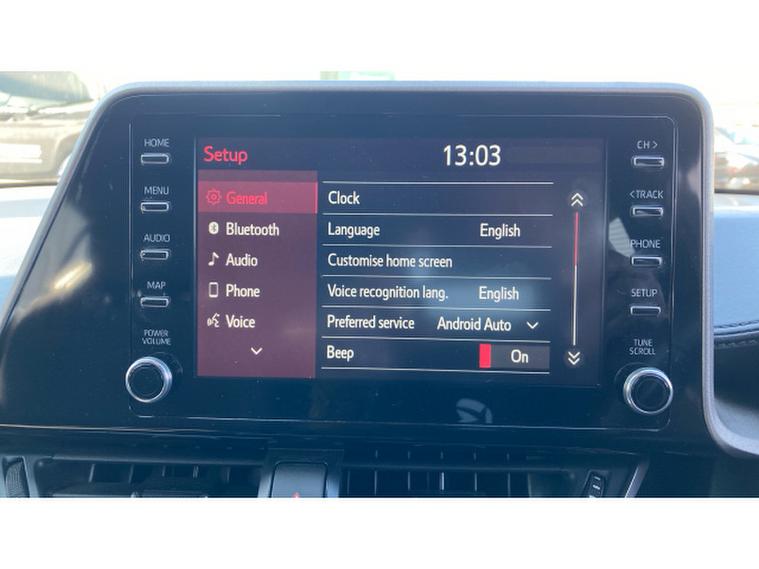 HOME
MENU
AUDIO
MAP
POWER
VOLUME
Setup 13:03
General
Bluetooth
Audio
Phone
Voice
Clock
Language English
Customise home screen
Voice recognition lang. English
Preferred service Android Auto
Beep On
CH >
< TRACK
PHONE
SETUP
TUNE
SCROLL